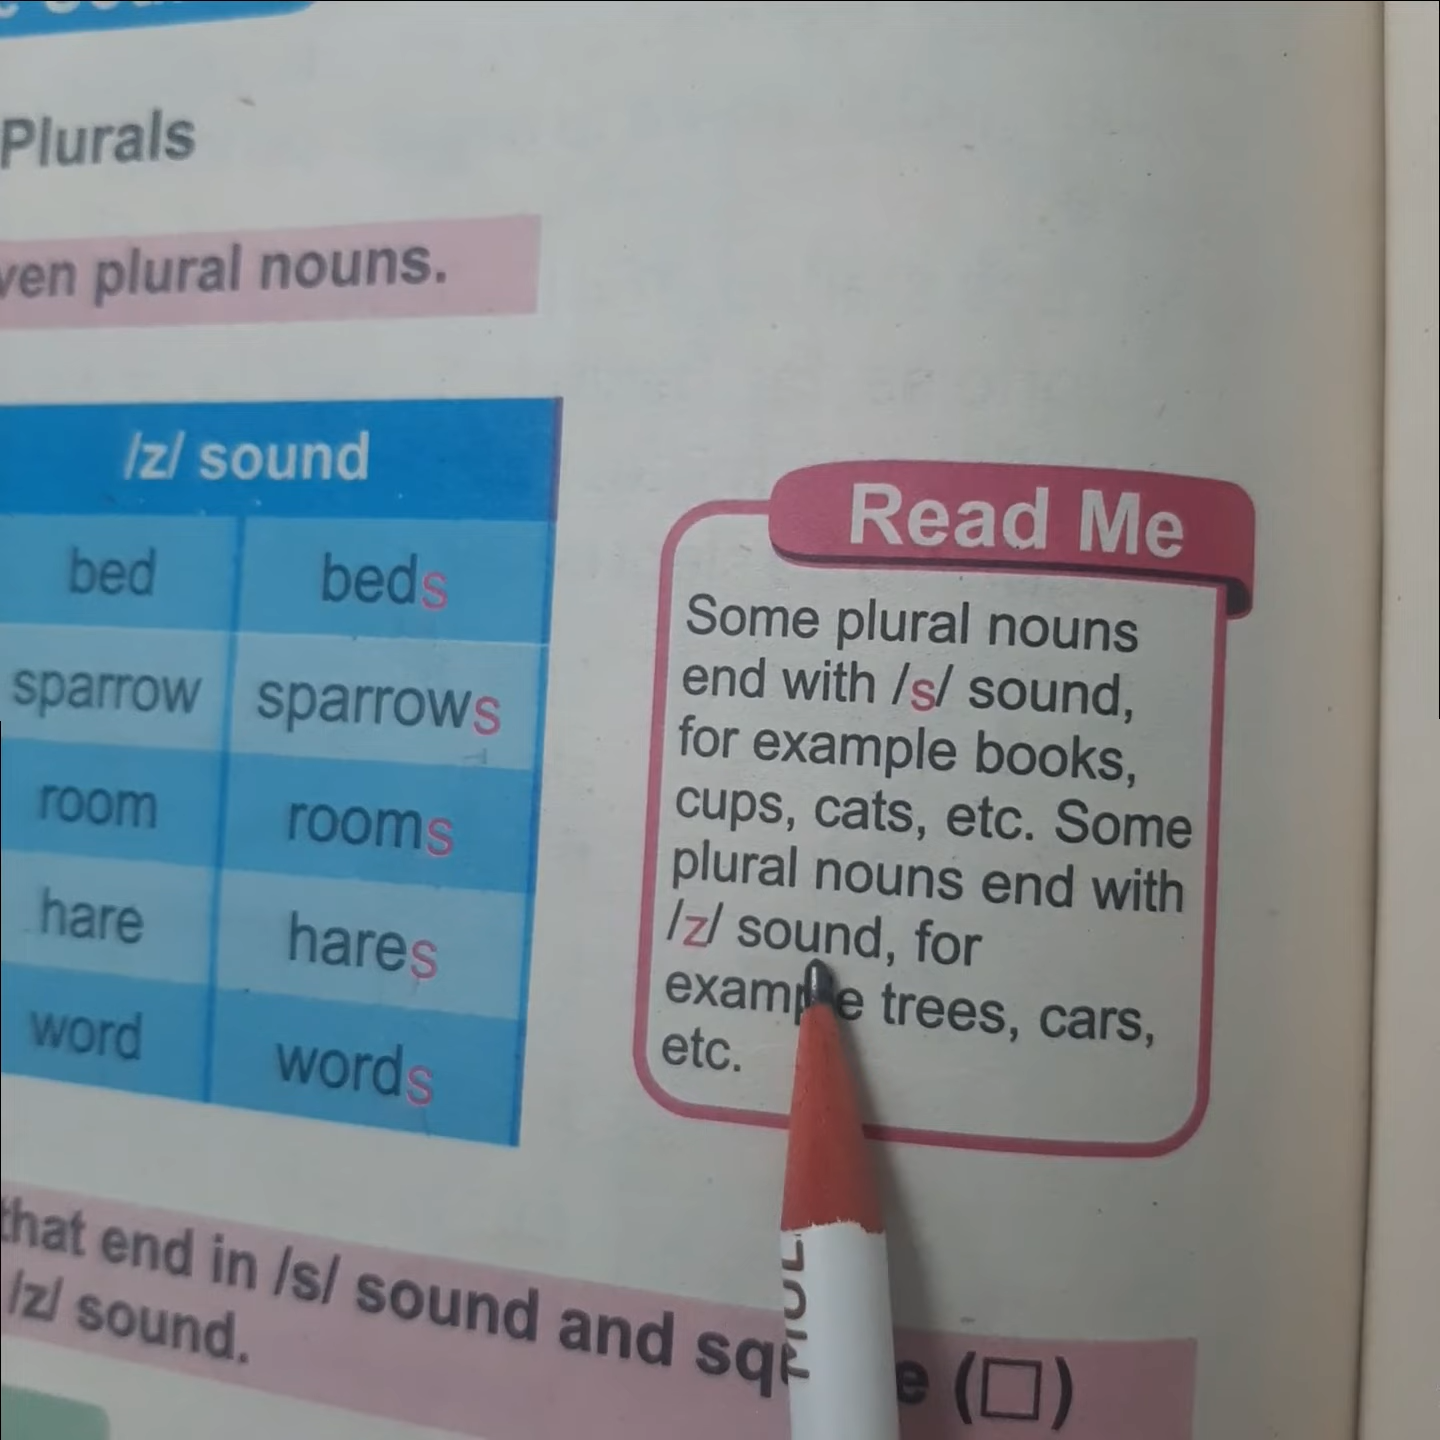 Plurals
ven plural nouns.
/z/ sound
bed beds
sparrow sparrows
room rooms
hare hares
word words
Read Me
Some plural nouns
end with /s/ sound,
for example books,
cups, cats, etc. Some
plural nouns end with
/z/ sound, for
example trees, cars,
etc.
that end in /s/ sound and square (□)
/z/ sound.